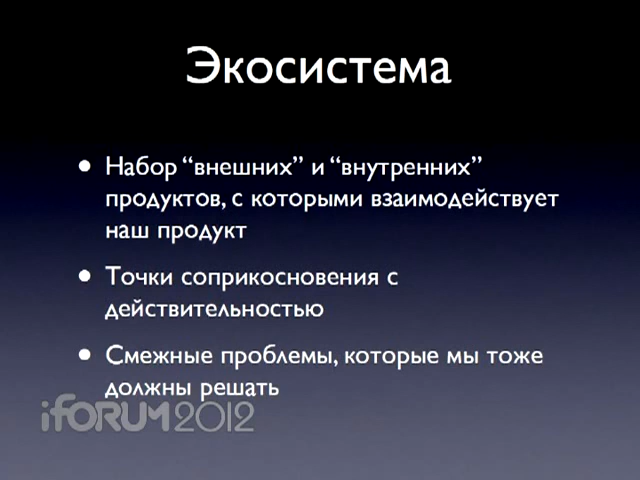 Экосистема
• Набор “внешних” и “внутренних”
продуктов, с которыми взаимодействует
наш продукт
• Точки соприкосновения с
действительностью
• Смежные проблемы, которые мы тоже
должны решать
iFORUM2012